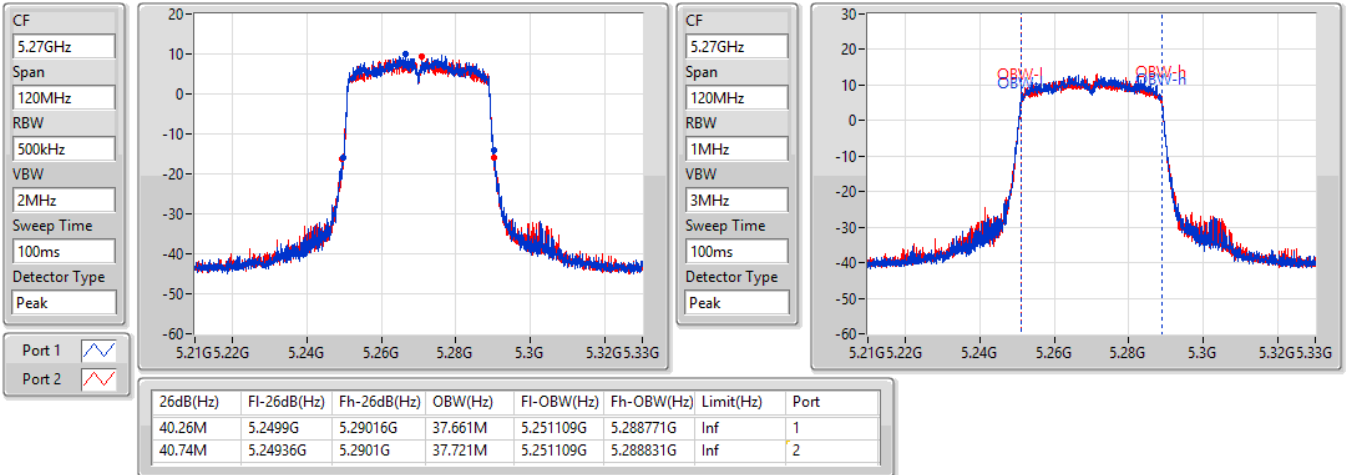 CF
5.27GHz
Span
120MHz
RBW
500kHz
VBW
2MHz
Sweep Time
100ms
Detector Type
Peak
Port 1
Port 2
20
10
0
-10
-20
-30
-40
-50
-60
5.21G 5.22G 5.24G 5.26G 5.28G 5.3G 5.32G 5.33G
CF
5.27GHz
Span
120MHz
RBW
1MHz
VBW
3MHz
Sweep Time
100ms
Detector Type
Peak
30
20
10
0
-10
-20
-30
-40
-50
-60
OBW-l OBW-h
OBW-h
5.21G 5.22G 5.24G 5.26G 5.28G 5.3G 5.32G 5.33G
26dB(Hz) Fl-26dB(Hz) Fh-26dB(Hz) OBW(Hz) Fl-OBW(Hz) Fh-OBW(Hz) Limit(Hz) Port
40.26M 5.2499G 5.29016G 37.661M 5.251109G 5.288771G Inf 1
40.74M 5.24936G 5.2901G 37.721M 5.251109G 5.288831G Inf 2